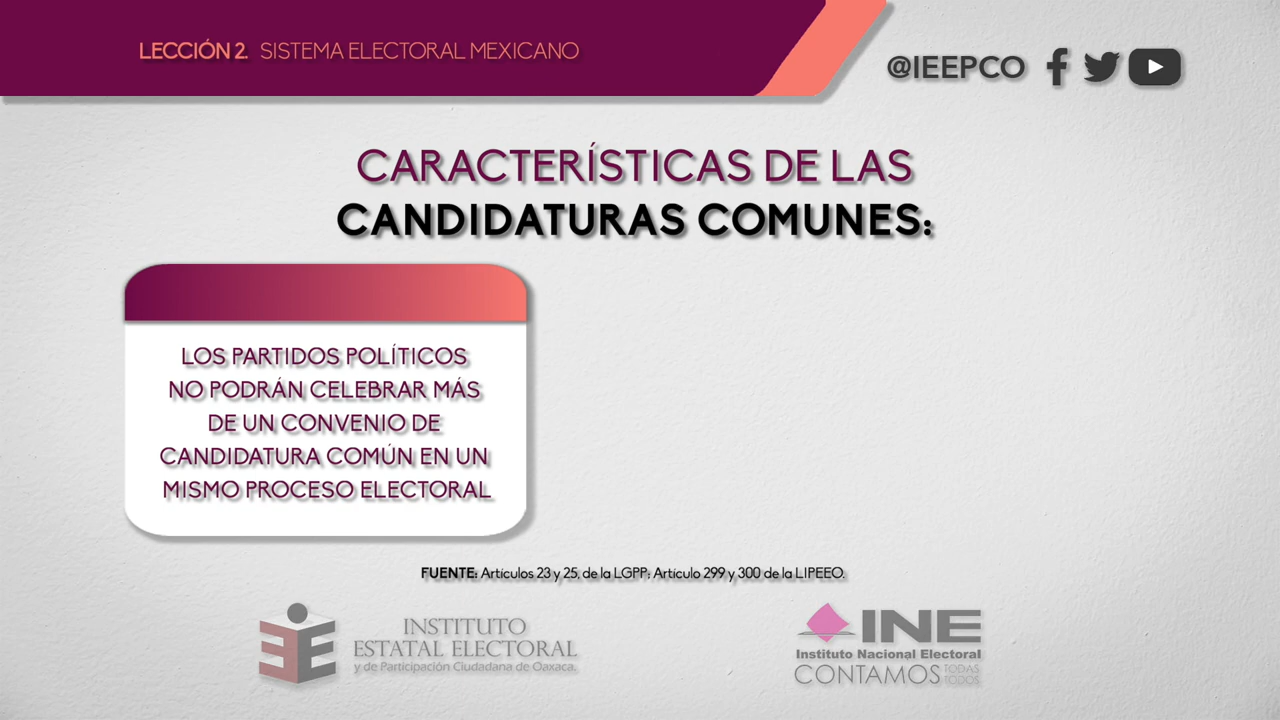 LECCIÓN 2. SISTEMA ELECTORAL MEXICANO
@IEEPCO
CARACTERÍSTICAS DE LAS
CANDIDATURAS COMUNES:
LOS PARTIDOS POLÍTICOS
NO PODRÁN CELEBRAR MÁS
DE UN CONVENIO DE
CANDIDATURA COMÚN EN UN
MISMO PROCESO ELECTORAL
FUENTE: Artículos 23 y 25, de la LGPP; Artículo 299 y 300 de la LIPEEO.
INSTITUTO
ESTATAL ELECTORAL
y de Participación Ciudadana de Oaxaca.
INE
Instituto Nacional Electoral
CONTAMOS TODAS
TODOS